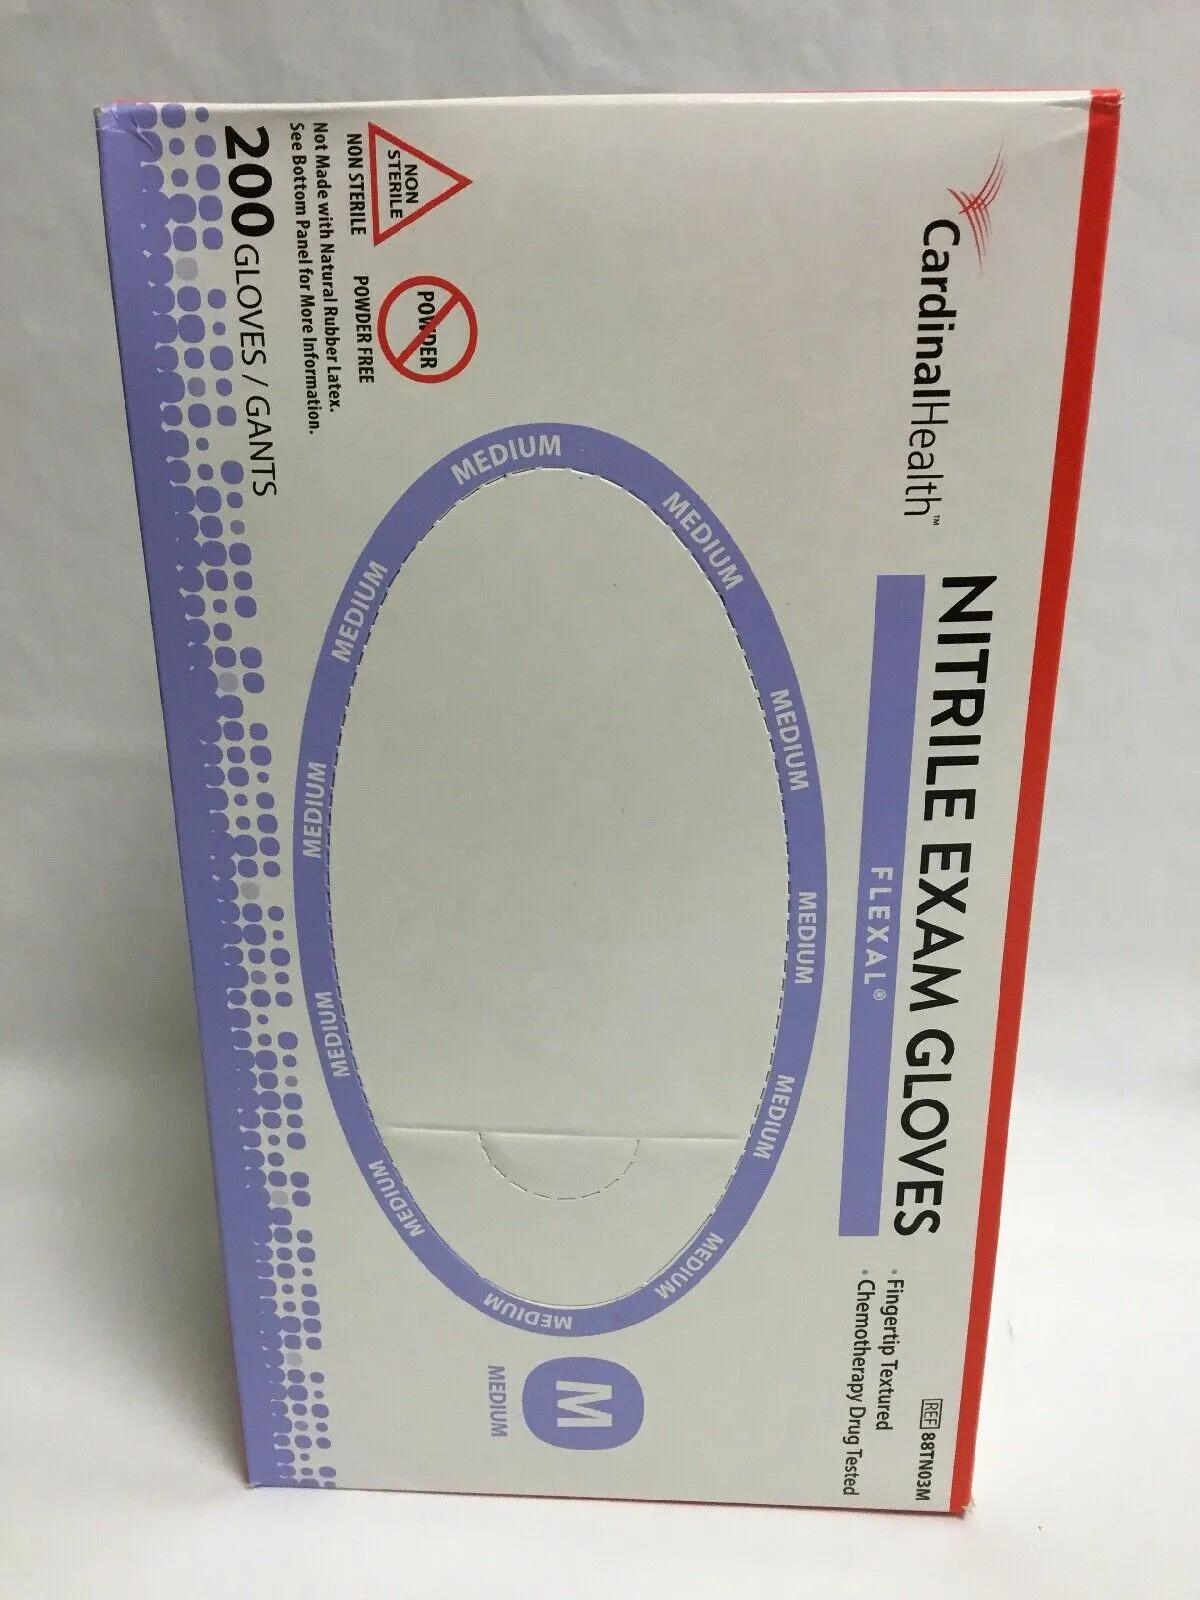 CardinalHealth™
NITRILE EXAM GLOVES
FLEXAL®
REF 88TN03M
• Fingertip Textured
• Chemotherapy Drug Tested
MEDIUM
MEDIUM
MEDIUM
MEDIUM
MEDIUM
MEDIUM
MEDIUM
MEDIUM
MEDIUM
MEDIUM
MEDIUM
M
MEDIUM
NON
STERILE
POWDER
NON STERILE
POWDER FREE
Not Made with Natural Rubber Latex.
See Bottom Panel for More Information.
200 GLOVES / GANTS